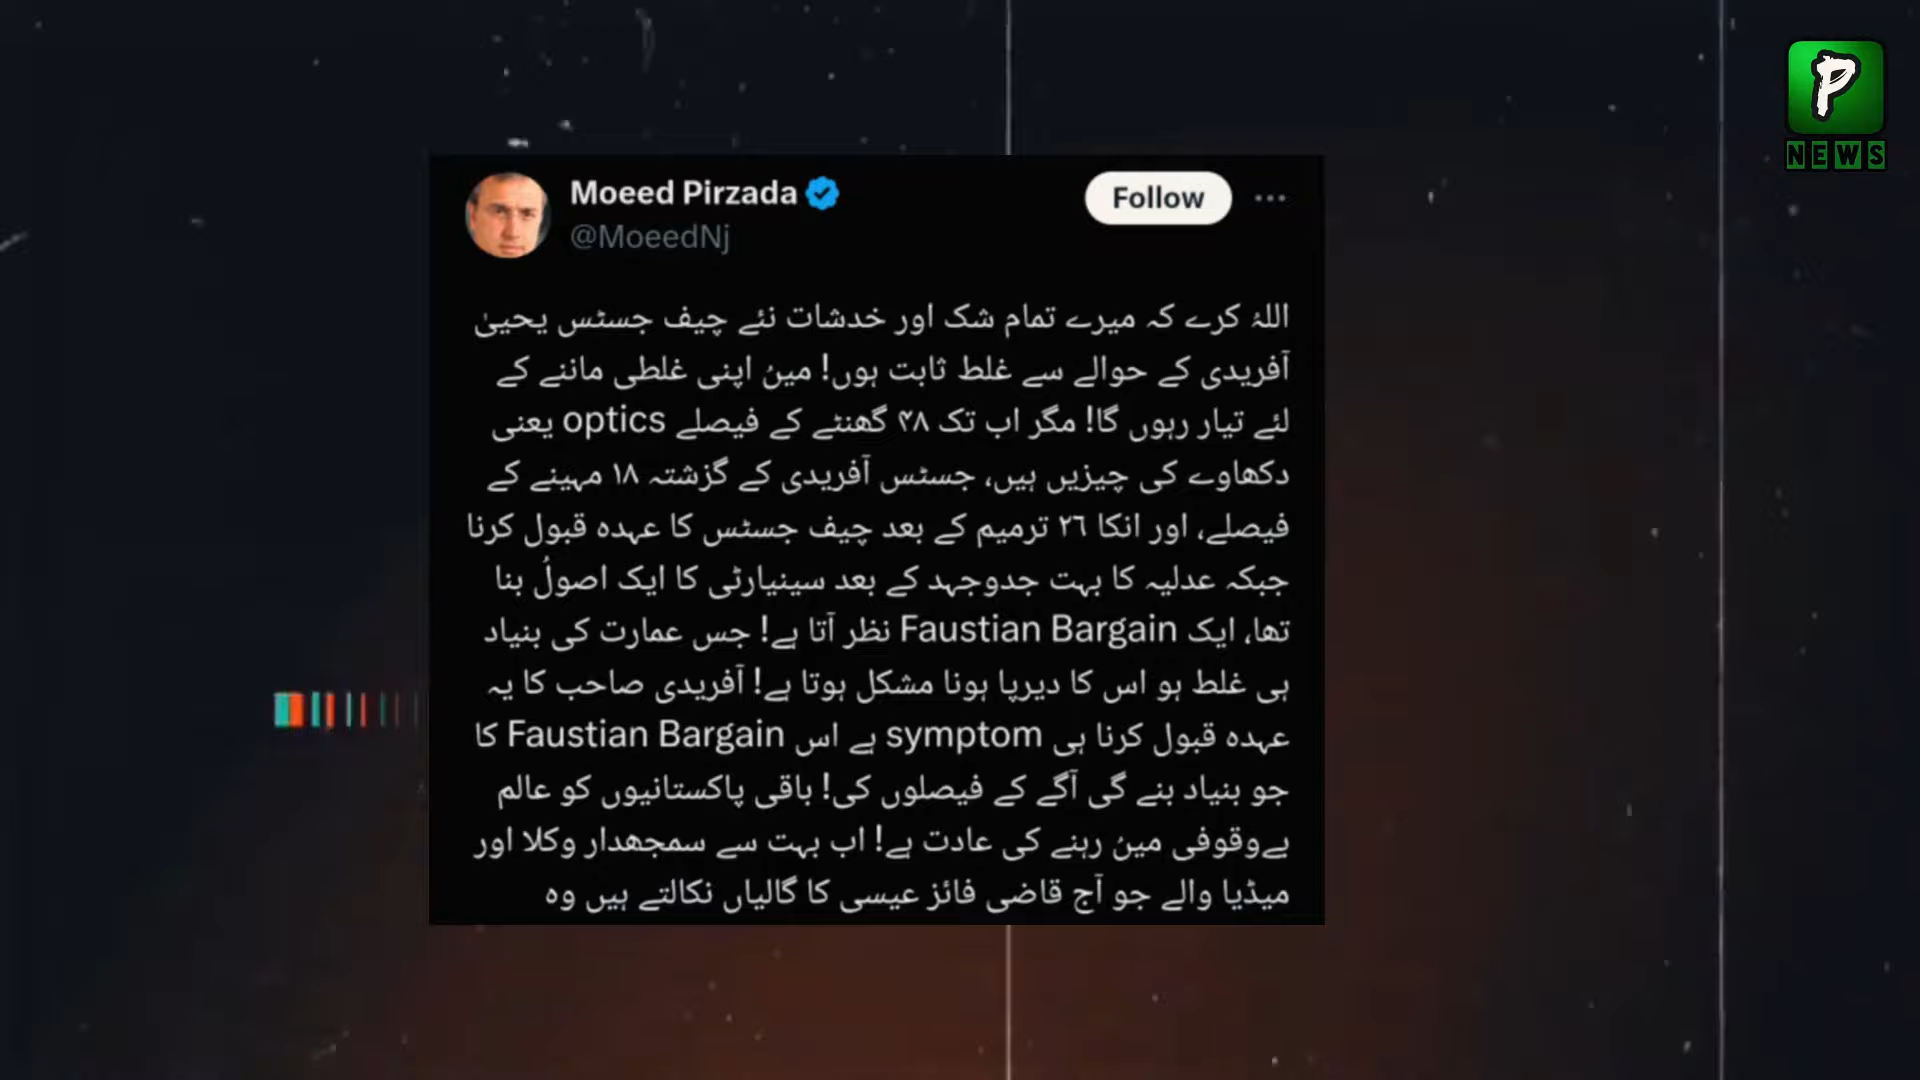 P
NEWS
Moeed Pirzada
@MoeedNj
Follow
اللہُ کرے کہ میرے تمام شک اور خدشات نئے چیف جسٹس یحییٰ
آفریدی کے حوالے سے غلط ثابت ہوں! مینُ اپنی غلطی ماننے کے
لئے تیار رہوں گا! مگر اب تک ۴۸ گھنٹے کے فیصلے optics یعنی
دکھاوے کی چیزیں ہیں، جسٹس آفریدی کے گزشتہ ۱۸ مہینے کے
فیصلے، اور انکا ٢٦ ترمیم کے بعد چیف جسٹس کا عہدہ قبول کرنا
جبکہ عدلیہ کا بہت جدوجہد کے بعد سینیارٹی کا ایک اصولُ بنا
تھا، ایک Faustian Bargain نظر آتا ہے! جس عمارت کی بنیاد
ہی غلط ہو اس کا دیرپا ہونا مشکل ہوتا ہے! آفریدی صاحب کا یہ
عہدہ قبول کرنا ہی symptom ہے اس Faustian Bargain کا
جو بنیاد بنے گی آگے کے فیصلوں کی! باقی پاکستانیوں کو عالم
بےوقوفی مینُ رہنے کی عادت ہے! اب بہت سے سمجھدار وکلا اور
میڈیا والے جو آج قاضی فائز عیسی کا گالیاں نکالتے ہیں وہ